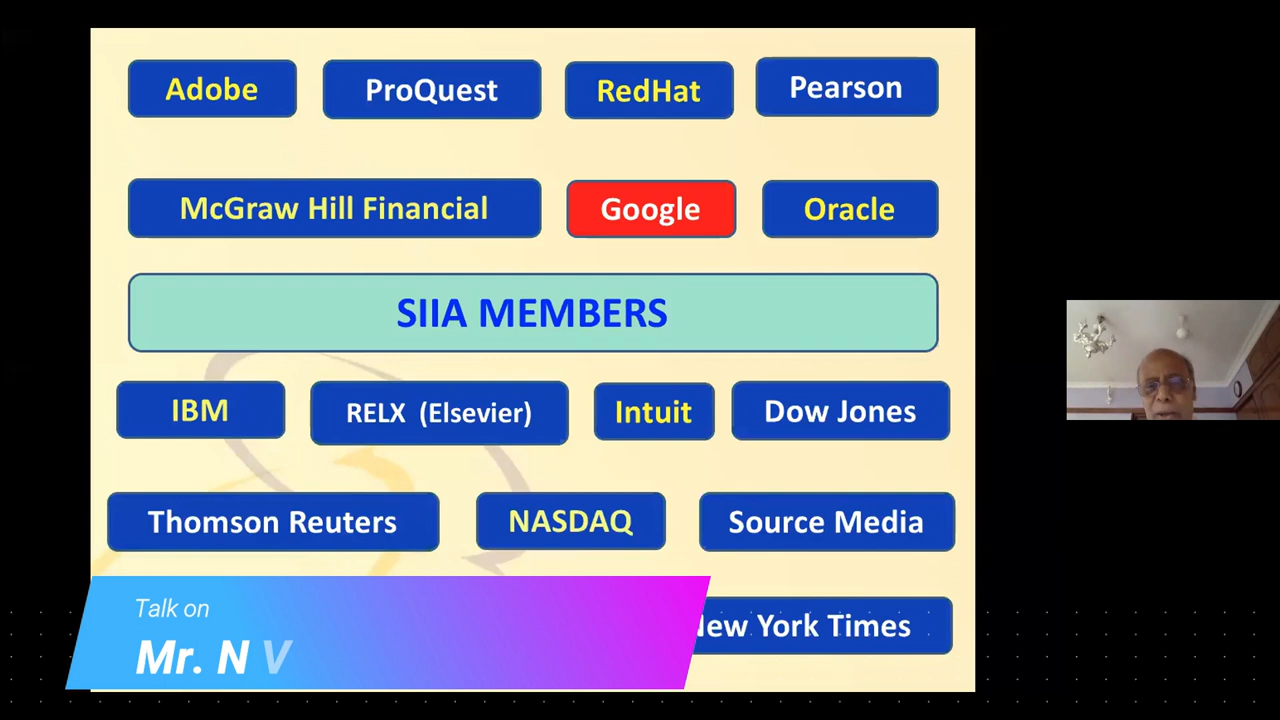 Adobe ProQuest RedHat Pearson
McGraw Hill Financial Google Oracle
SIIA MEMBERS
IBM RELX (Elsevier) Intuit Dow Jones
Thomson Reuters NASDAQ Source Media
York Times
Talk on
Mr. N V